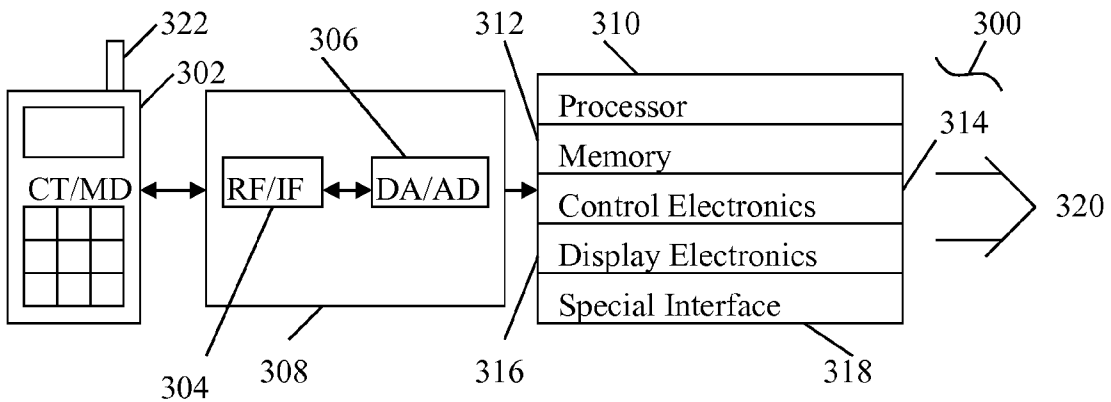 322
302
306
312
310
300
Processor
314
Memory
CT/MD
RF/IF
DA/AD
Control Electronics
320
Display Electronics
Special Interface
304
308
316
318